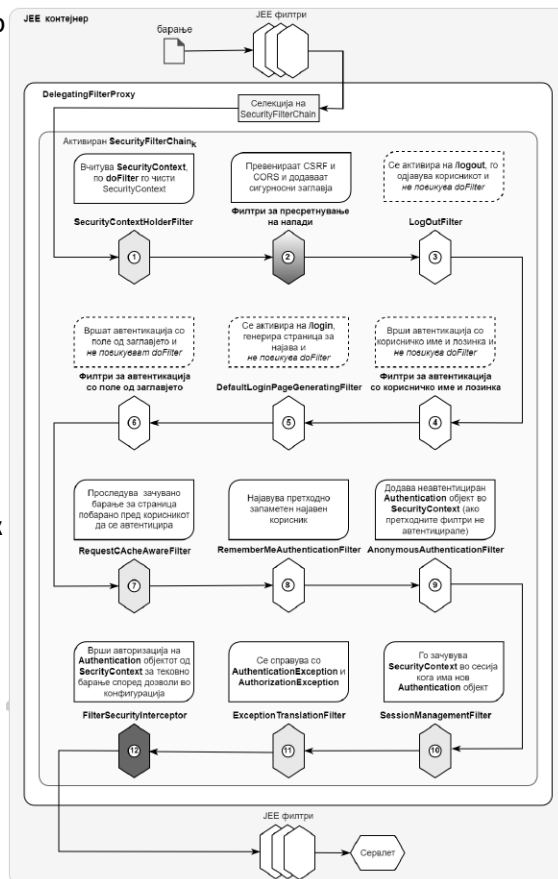 JEE контејнер
JEE филтри
барање
DelegatingFilterProxy
Селекција на
SecurityFilterChain
Активиран SecurityFilterChainₖ
Вчитува SecurityContext,
по doFilter го чисти
SecurityContext
SecurityContextHolderFilter
1
Превенираат CSRF и
CORS и додаваат
сигурносни заглавја
Филтри за пресретнување
на напади
2
Се активира на /logout, го
одјавува корисникот и
не повикува doFilter
LogOutFilter
3
Вршат автентикација со
поле од заглавјето и
не повикуваат doFilter
Филтри за автентикација
со поле од заглавјето
6
Се активира на /login,
генерира страница за
најава и
не повикува doFilter
DefaultLoginPageGeneratingFilter
5
Врши автентикација со
корисничко име и лозинка
и не повикува doFilter
Филтри за автентикација
со корисничко име и лозинка
4
Проследува зачувано
барање за страница
побарано пред корисникот
да се автентицира
RequestCAcheAwareFilter
7
Најавува претходно
запаметен најавен
корисник
RememberMeAuthenticationFilter
8
Додава неавтентициран
Authentication објект во
SecurityContext (ако
претходните филтри не
автентицирале)
AnonymousAuthenticationFilter
9
Врши авторизација на
Authentication објектот од
SecrityContext за тековно
барање според дозволи во
конфигурација
FilterSecurityInterceptor
12
Се справува со
AuthenticationException и
AuthorizationException
ExceptionTranslationFilter
11
Го зачувува
SecurityContext во сесија
кога има нов
Authentication објект
SessionManagementFilter
10
JEE филтри
Сервлет